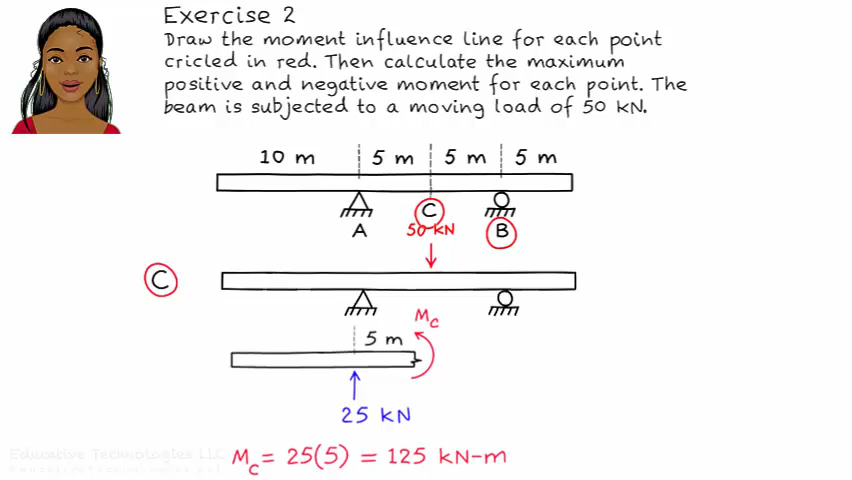 Exercise 2
Draw the moment influence line for each point
cricled in red. Then calculate the maximum
positive and negative moment for each point. The
beam is subjected to a moving load of 50 kN.
10 m 5 m 5 m 5 m
A C B
50 kN
C
Mc
5 m
25 kN
Educative Technologies LLC
Mc = 25(5) = 125 kN-m